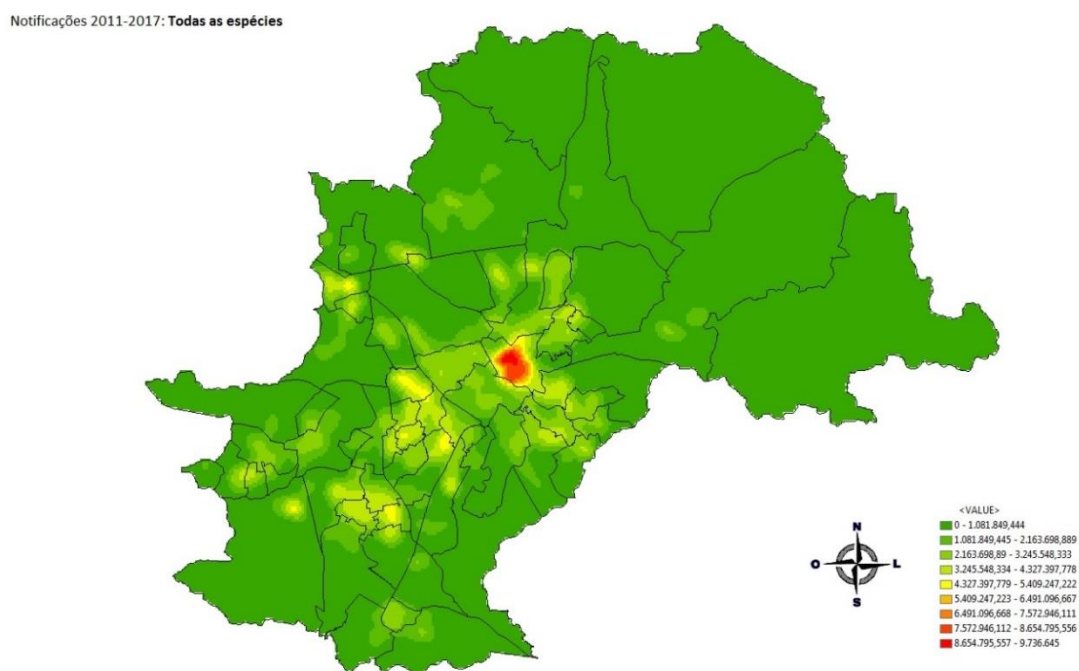 Notificações 2011-2017: Todas as espécies
<VALUE>
0 - 1.081.849,444
1.081.849,445 - 2.163.698,889
2.163.698,89 - 3.245.548,333
3.245.548,334 - 4.327.397,778
4.327.397,779 - 5.409.247,222
5.409.247,223 - 6.491.096,667
6.491.096,668 - 7.572.946,111
7.572.946,112 - 8.654.795,556
8.654.795,557 - 9.736.645
N
O L
S